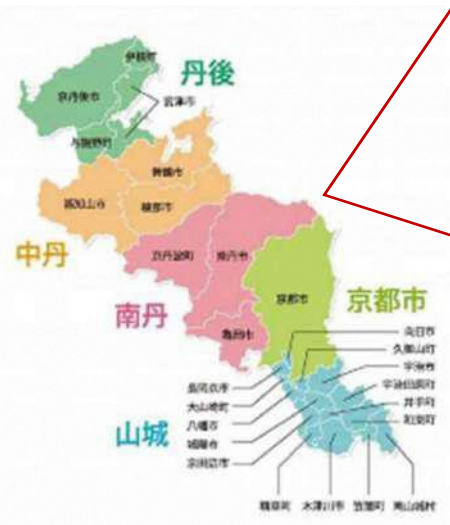 伊根町
丹後
京丹後市
宮津市
与謝野町
舞鶴市
福知山市
綾部市
中丹
京丹波町
南丹市
京都市
京都市
南丹
亀岡市
向日市
久御山町
宇治市
長岡京市
宇治田原町
大山崎町
井手町
八幡市
和束町
山城
城陽市
京田辺市
精華町
木津川市
笠置町
南山城村